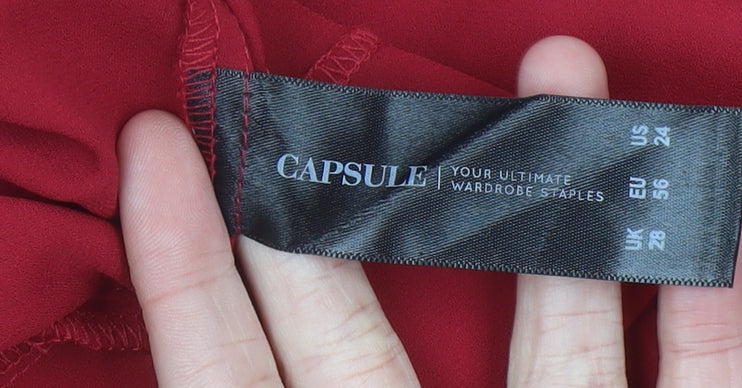 CAPSULE
YOUR ULTIMATE
WARDROBE STAPLES
UK EU US
28 56 24